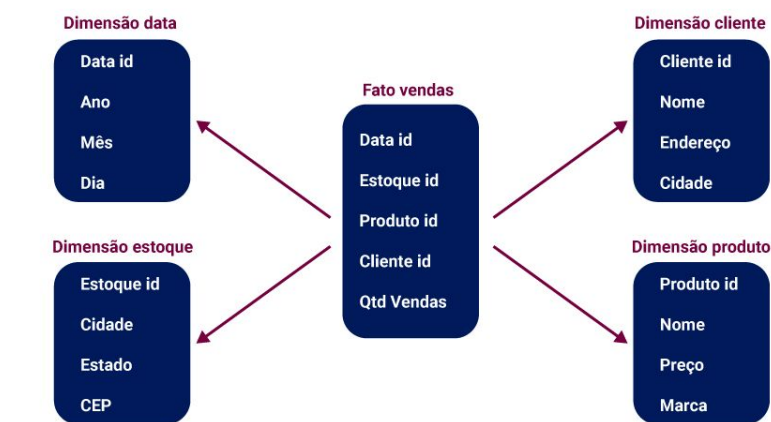 Dimensão data
Data id
Ano
Mês
Dia
Dimensão estoque
Estoque id
Cidade
Estado
CEP
Fato vendas
Data id
Estoque id
Produto id
Cliente id
Qtd Vendas
Dimensão cliente
Cliente id
Nome
Endereço
Cidade
Dimensão produto
Produto id
Nome
Preço
Marca